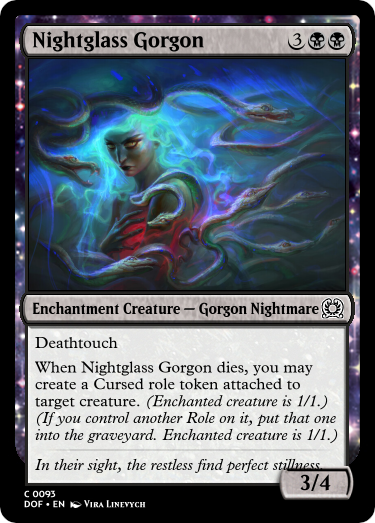 Nightglass Gorgon 3
Enchantment Creature — Gorgon Nightmare
Deathtouch
When Nightglass Gorgon dies, you may
create a Cursed role token attached to
target creature. (Enchanted creature is 1/1.)
(If you control another Role on it, put that one
into the graveyard. Enchanted creature is 1/1.)
In their sight, the restless find perfect stillness.
3/4
C 0093
DOF • EN Vira Linevych